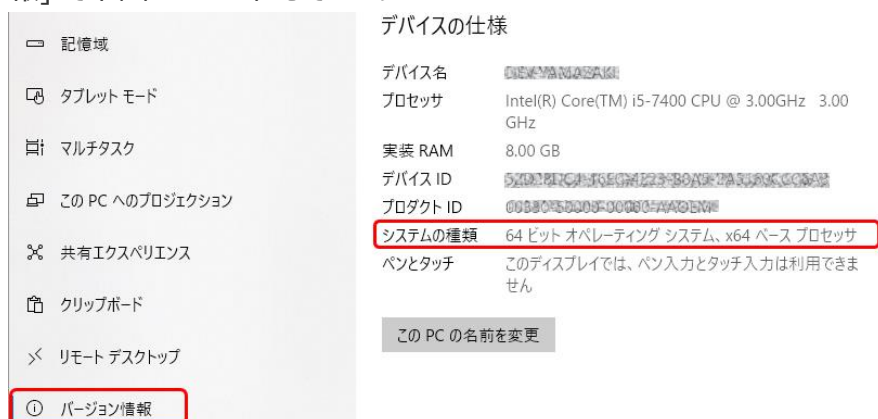 記憶域
タブレット モード
マルチタスク
この PC へのプロジェクション
共有エクスペリエンス
クリップボード
リモート デスクトップ
バージョン情報
デバイスの仕様
デバイス名
プロセッサ Intel(R) Core(TM) i5-7400 CPU @ 3.00GHz 3.00
GHz
実装 RAM 8.00 GB
デバイス ID
プロダクト ID
システムの種類 64 ビット オペレーティング システム、x64 ベース プロセッサ
ペンとタッチ このディスプレイでは、ペン入力とタッチ入力は利用できま
せん
この PC の名前を変更